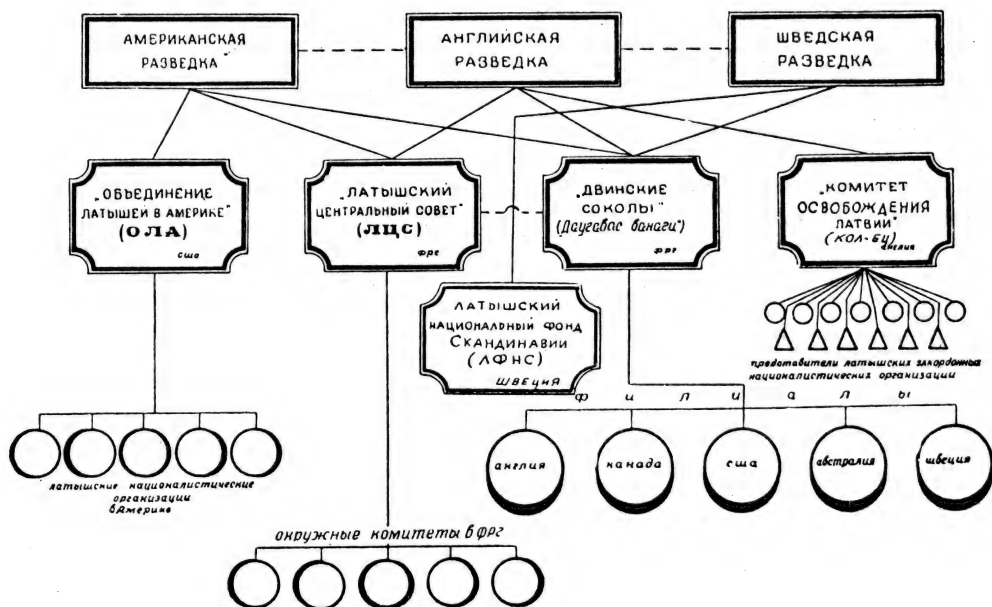 АМЕРИКАНСКАЯ
РАЗВЕДКА
АНГЛИЙСКАЯ
РАЗВЕДКА
ШВЕДСКАЯ
РАЗВЕДКА
„ОБЪЕДИНЕНИЕ
ЛАТЫШЕЙ В АМЕРИКЕ"
(ОЛА)
США
„ЛАТЫШСКИЙ
ЦЕНТРАЛЬНЫЙ СОВЕТ"
(ЛЦС)
ФРГ
„ДВИНСКИЕ
СОКОЛЫ"
(Даугавас ванаги")
ФРГ
„КОМИТЕТ
ОСВОБОЖДЕНИЯ
ЛАТВИИ"
(КОЛ-БЦ)
англия
ЛАТЫШСКИЙ
НАЦИОНАЛЬНЫЙ ФОНД
СКАНДИНАВИИ
(ЛФНС)
ШВЕЦИЯ
представители латышских закордонных
националистических организации
Филиалы
англия
канада
сша
австралия
швеция
латышские националистические
организации
в Америке
окружные комитеты в ФРГ